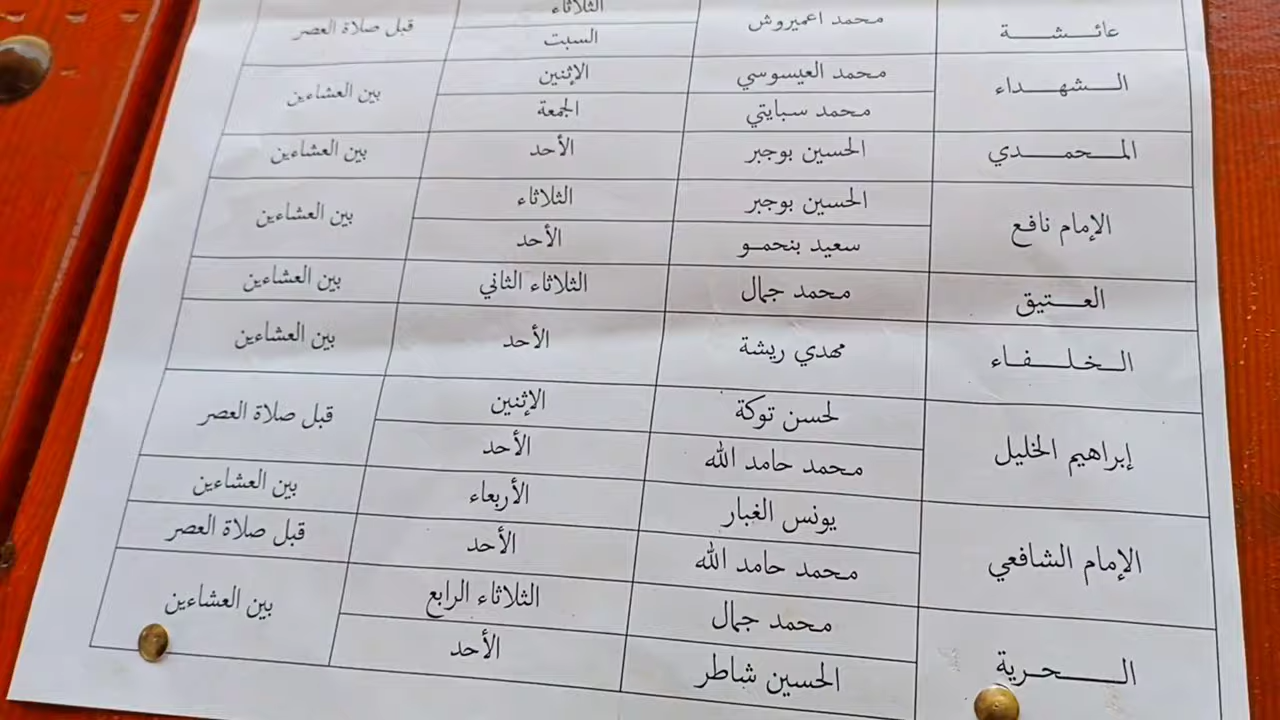 عائشة محمد اعميروش الثلاثاء قبل صلاة العصر
السبت
الشهداء محمد العيسوسي الإثنين بين العشاءين
محمد سبايتي الجمعة
المحمدي الحسين بوجبر الأحد بين العشاءين
الإمام نافع الحسين بوجبر الثلاثاء بين العشاءين
سعيد بنحمو الأحد
العتيق محمد جمال الثلاثاء الثاني بين العشاءين
الخلفاء مهدي ريشة الأحد بين العشاءين
إبراهيم الخليل لحسن توكة الإثنين قبل صلاة العصر
محمد حامد الله الأحد
الإمام الشافعي يونس الغبار الأربعاء بين العشاءين
محمد حامد الله الأحد قبل صلاة العصر
الحرية محمد جمال الثلاثاء الرابع بين العشاءين
الحسين شاطر الأحد